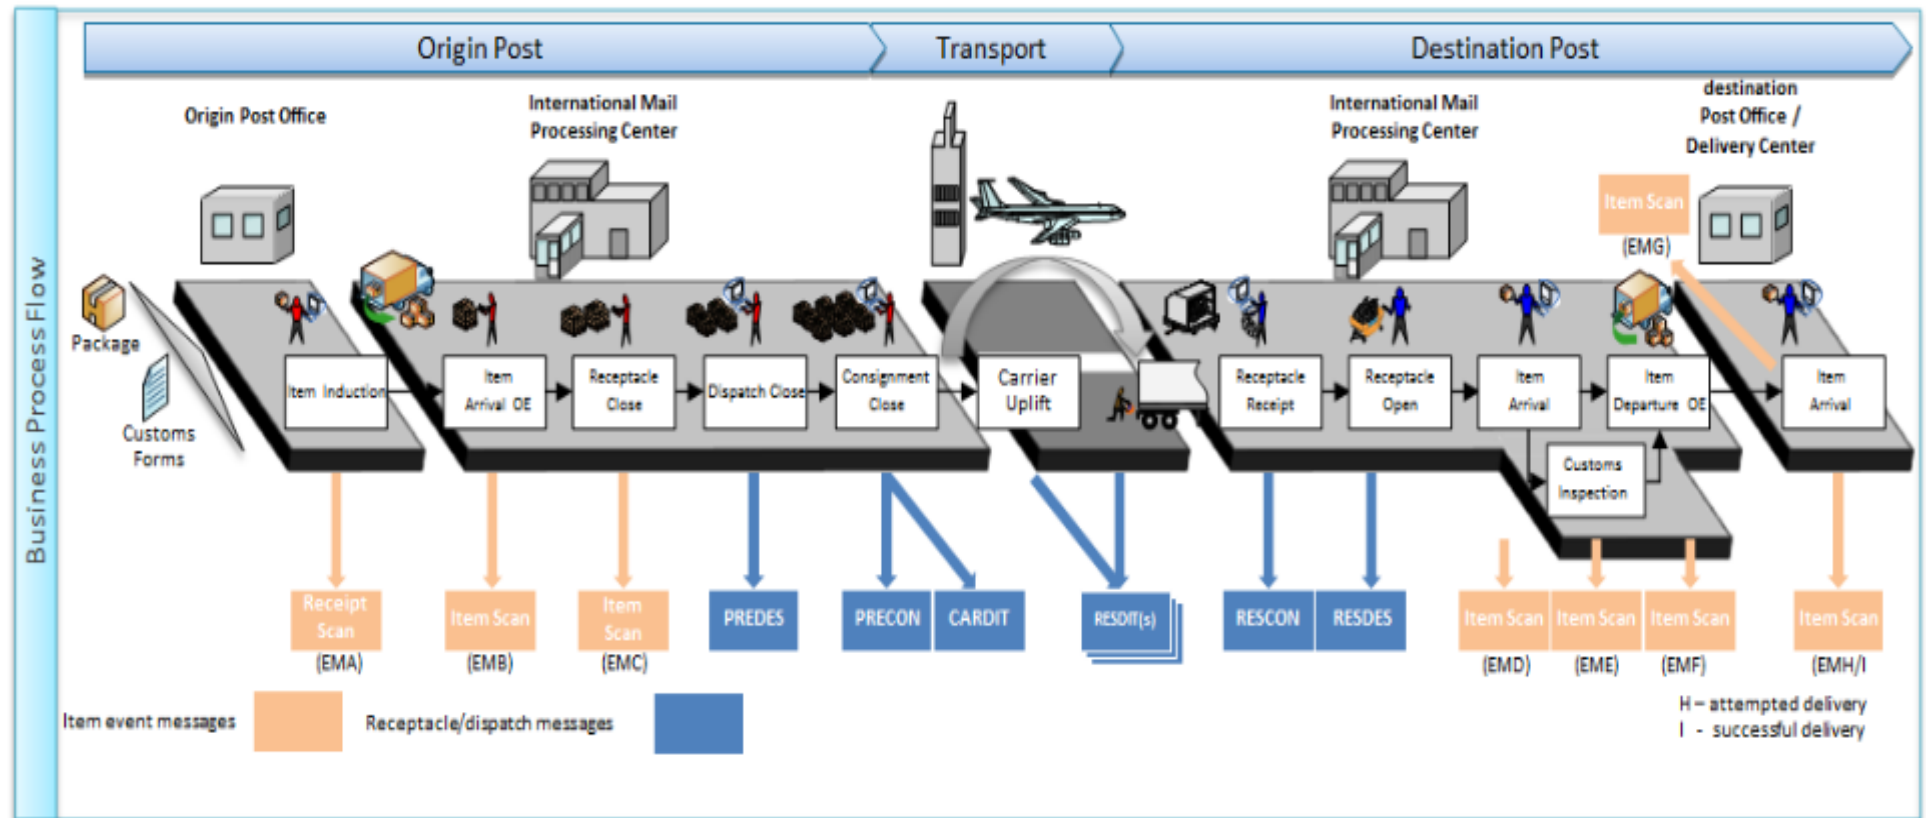 Business Process Flow
Origin Post
Transport
Destination Post
Origin Post Office
International Mail
Processing Center
International Mail
Processing Center
destination
Post Office /
Delivery Center
Item Scan
(EMG)
Package
Customs
Forms
Item Induction
Item
Arrival OE
Receptacle
Close
Dispatch Close
Consignment
Close
Carrier
Uplift
Receptacle
Receipt
Receptacle
Open
Item
Arrival
Item
Departure OE
Item
Arrival
Customs
Inspection
Receipt
Scan
(EMA)
Item Scan
(EMB)
Item
Scan
(EMC)
PREDES
PRECON
CARDIT
RESDIT(s)
RESCON
RESDES
Item Scan
(EMD)
Item Scan
(EME)
Item Scan
(EMF)
Item Scan
(EMH/I
Item event messages
Receptacle/dispatch messages
H – attempted delivery
I - successful delivery